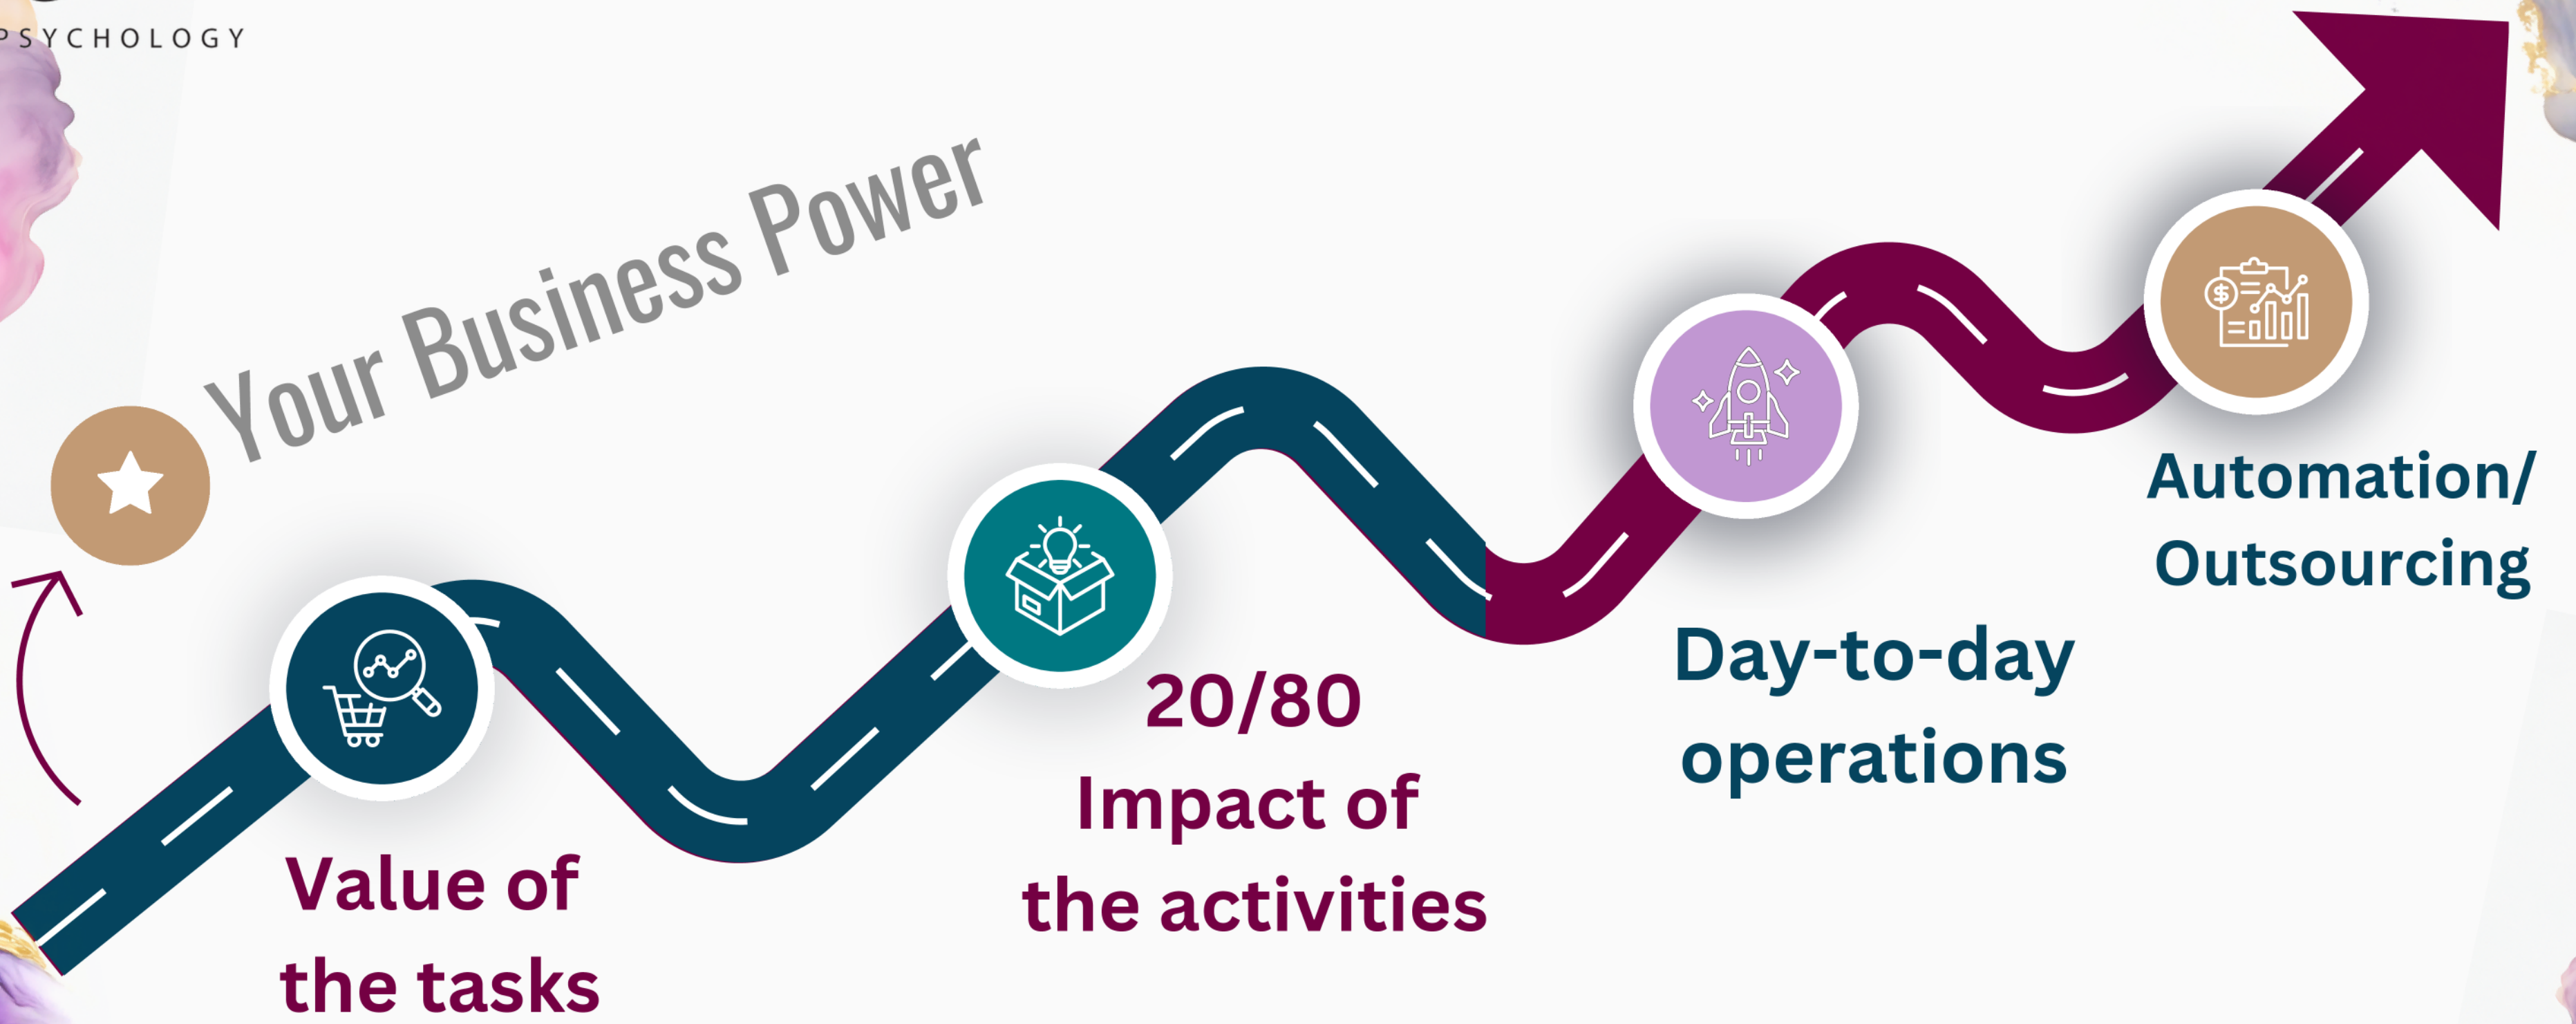 PSYCHOLOGY
Your Business Power
Value of
the tasks
20/80
Impact of
the activities
Day-to-day
operations
Automation/
Outsourcing